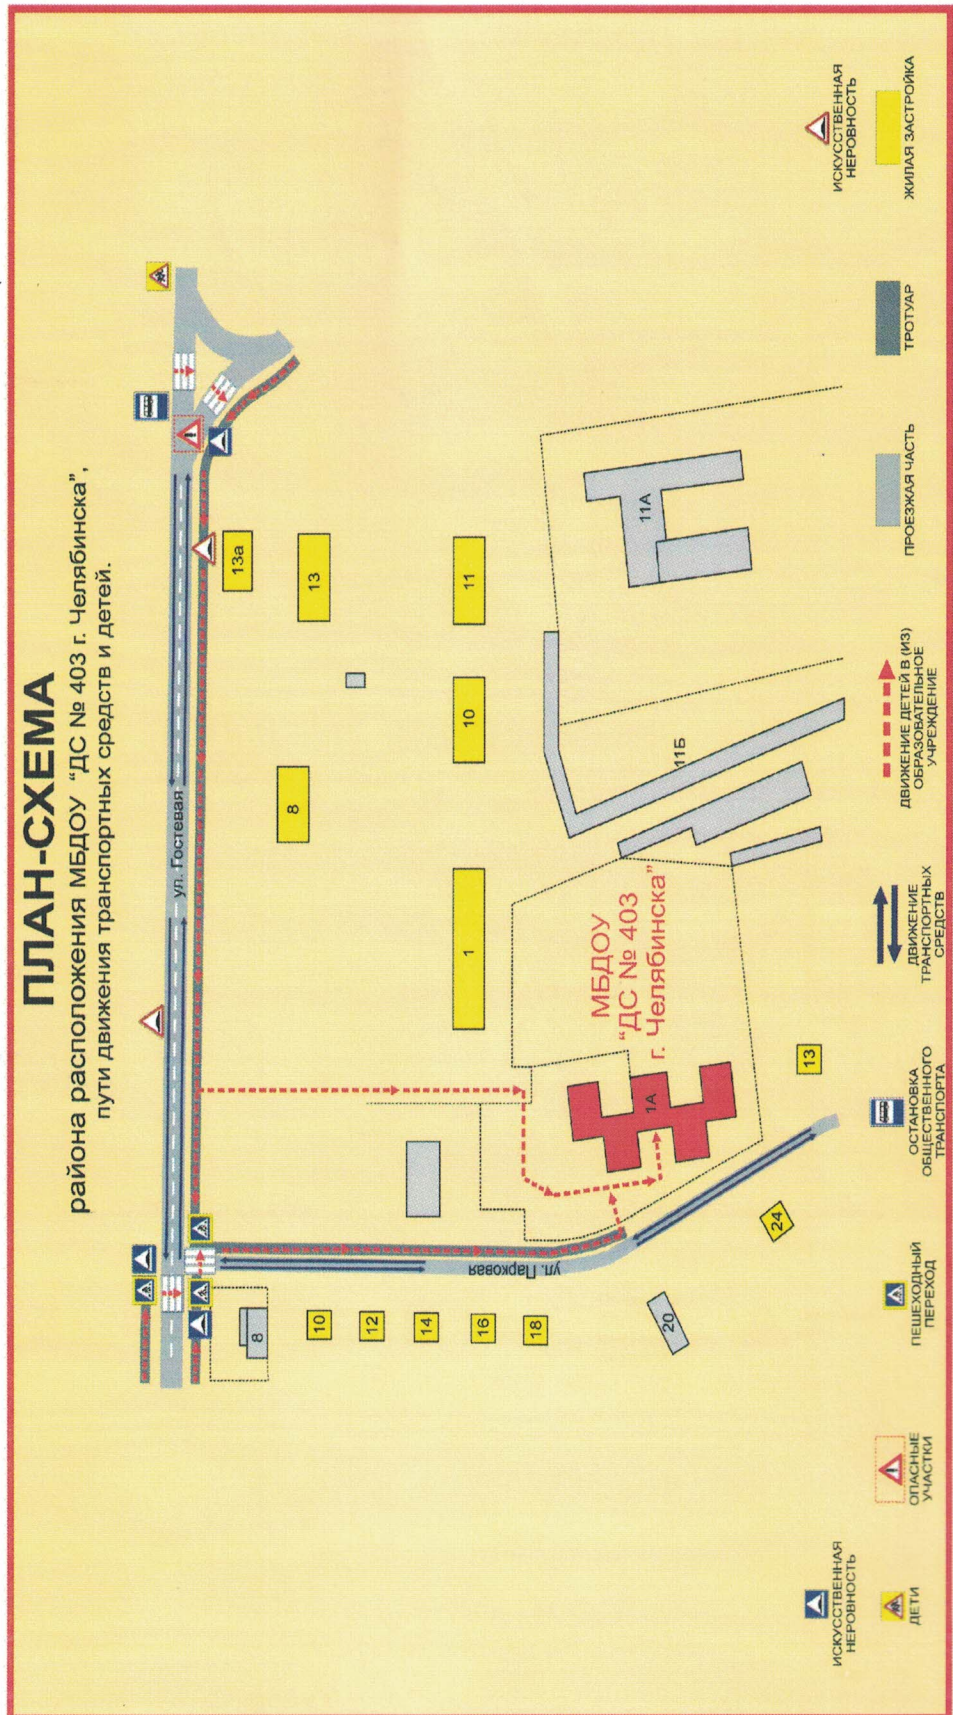 ПЛАН-СХЕМА
района расположения МБДОУ "ДС № 403 г. Челябинска",
пути движения транспортных средств и детей.
ул. Гостевая
ул. Парковая
8
10
12
14
16
18
20
24
13
1
8
10
11
13
13а
11А
11Б
1А
МБДОУ
"ДС № 403
г. Челябинска"
ИСКУССТВЕННАЯ
НЕРОВНОСТЬ
ИСКУССТВЕННАЯ
НЕРОВНОСТЬ
ДЕТИ
ОПАСНЫЕ
УЧАСТКИ
ПЕШЕХОДНЫЙ
ПЕРЕХОД
ОСТАНОВКА
ОБЩЕСТВЕННОГО
ТРАНСПОРТА
ДВИЖЕНИЕ
ТРАНСПОРТНЫХ
СРЕДСТВ
ДВИЖЕНИЕ ДЕТЕЙ В (ИЗ)
ОБРАЗОВАТЕЛЬНОЕ
УЧРЕЖДЕНИЕ
ПРОЕЗЖАЯ ЧАСТЬ
ТРОТУАР
ЖИЛАЯ ЗАСТРОЙКА